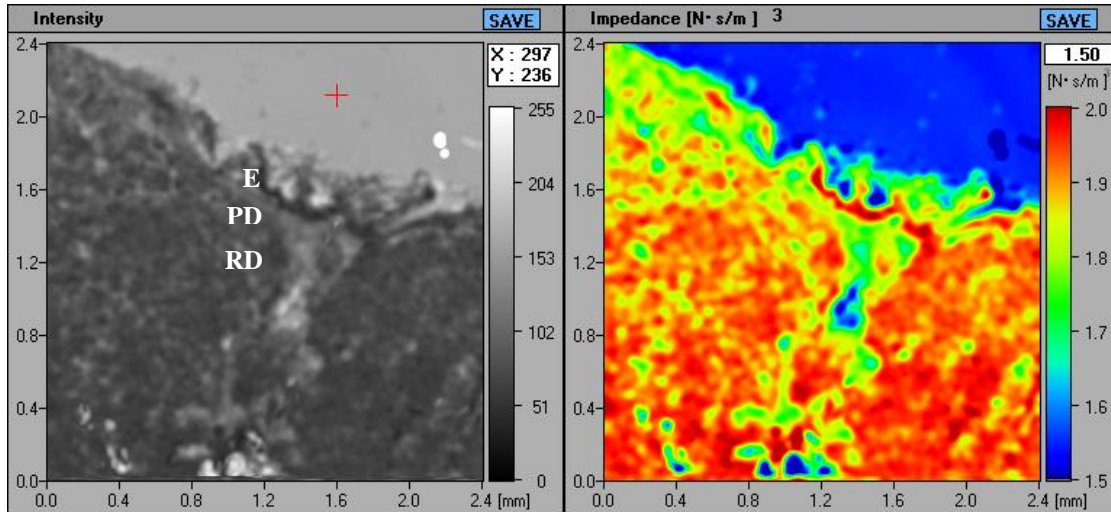 Intensity
SAVE
X : 297
Y : 236
2.4
2.0
1.6
1.2
0.8
0.4
0.0
E
PD
RD
255
204
153
102
51
0
0.0 0.4 0.8 1.2 1.6 2.0 2.4 [mm]
Impedance [N· s/m ] 3
SAVE
1.50
[N· s/m ]
2.4
2.0
1.6
1.2
0.8
0.4
0.0
2.0
1.9
1.8
1.7
1.6
1.5
0.0 0.4 0.8 1.2 1.6 2.0 2.4 [mm]